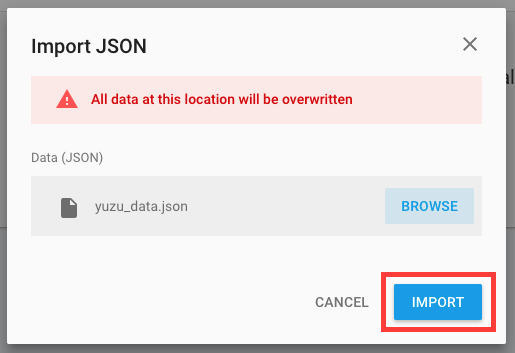 Import JSON
All data at this location will be overwritten
Data (JSON)
yuzu_data.json
BROWSE
CANCEL
IMPORT